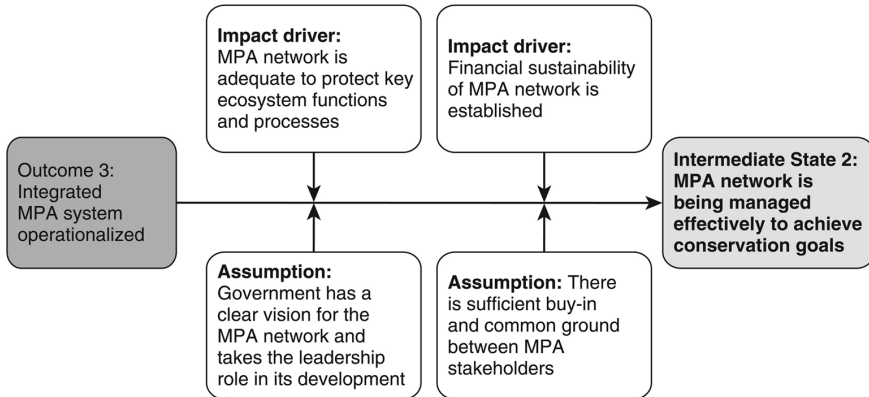 Impact driver:
MPA network is
adequate to protect key
ecosystem functions
and processes
Impact driver:
Financial sustainability
of MPA network is
established
Outcome 3:
Integrated
MPA system
operationalized
Intermediate State 2:
MPA network is
being managed
effectively to achieve
conservation goals
Assumption:
Government has a
clear vision for the
MPA network and
takes the leadership
role in its development
Assumption: There
is sufficient buy-in
and common ground
between MPA
stakeholders